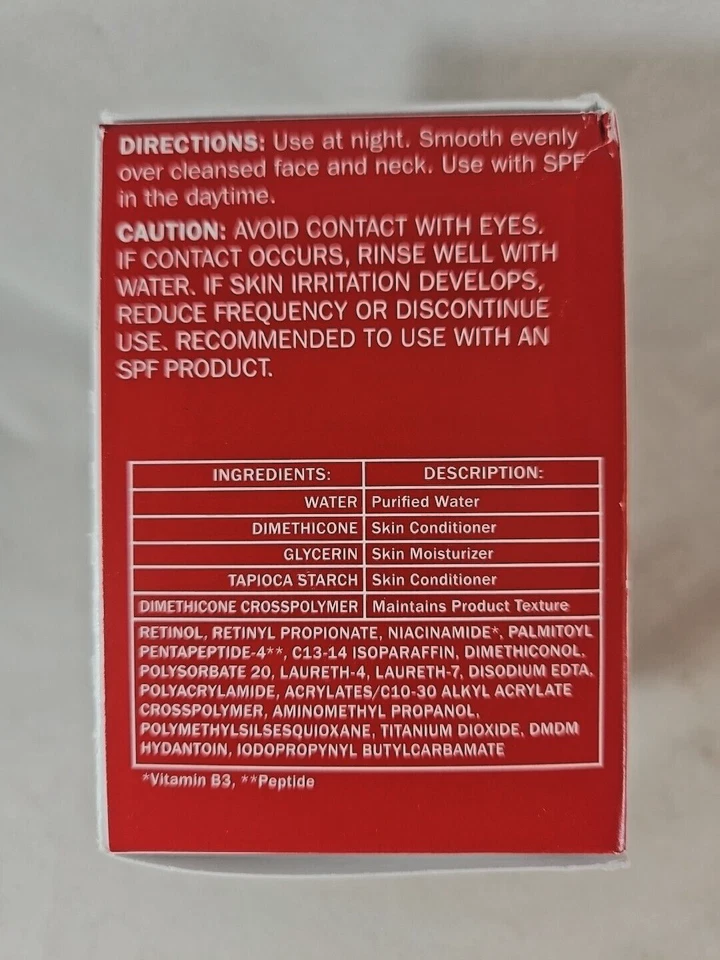 DIRECTIONS: Use at night. Smooth evenly
over cleansed face and neck. Use with SPF
in the daytime.
CAUTION: AVOID CONTACT WITH EYES.
IF CONTACT OCCURS, RINSE WELL WITH
WATER. IF SKIN IRRITATION DEVELOPS,
REDUCE FREQUENCY OR DISCONTINUE
USE. RECOMMENDED TO USE WITH AN
SPF PRODUCT.
INGREDIENTS: DESCRIPTION:
WATER Purified Water
DIMETHICONE Skin Conditioner
GLYCERIN Skin Moisturizer
TAPIOCA STARCH Skin Conditioner
DIMETHICONE CROSSPOLYMER Maintains Product Texture
RETINOL, RETINYL PROPIONATE, NIACINAMIDE*, PALMITOYL
PENTAPEPTIDE-4**, C13-14 ISOPARAFFIN, DIMETHICONOL,
POLYSORBATE 20, LAURETH-4, LAURETH-7, DISODIUM EDTA,
POLYACRYLAMIDE, ACRYLATES/C10-30 ALKYL ACRYLATE
CROSSPOLYMER, AMINOMETHYL PROPANOL,
POLYMETHYLSILSESQUIOXANE, TITANIUM DIOXIDE, DMDM
HYDANTOIN, IODOPROPYNYL BUTYLCARBAMATE
*Vitamin B3, **Peptide